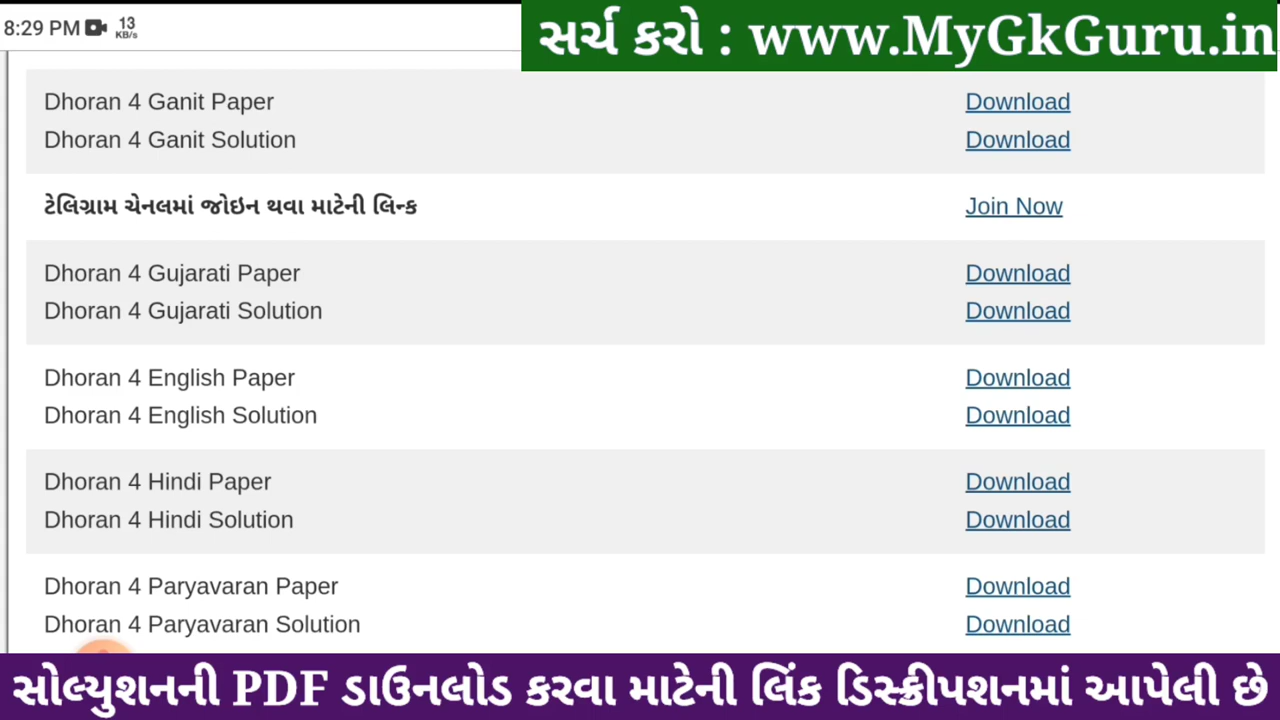 8:29 PM 13 KB/s
સર્ચ કરો : www.MyGkGuru.in
Dhoran 4 Ganit Paper Download
Dhoran 4 Ganit Solution Download
ટેલિગ્રામ ચેનલમાં જોઇન થવા માટેની લિન્ક Join Now
Dhoran 4 Gujarati Paper Download
Dhoran 4 Gujarati Solution Download
Dhoran 4 English Paper Download
Dhoran 4 English Solution Download
Dhoran 4 Hindi Paper Download
Dhoran 4 Hindi Solution Download
Dhoran 4 Paryavaran Paper Download
Dhoran 4 Paryavaran Solution Download
સોલ્યુશનની PDF ડાઉનલોડ કરવા માટેની લિંક ડિસ્ક્રીપશનમાં આપેલી છે